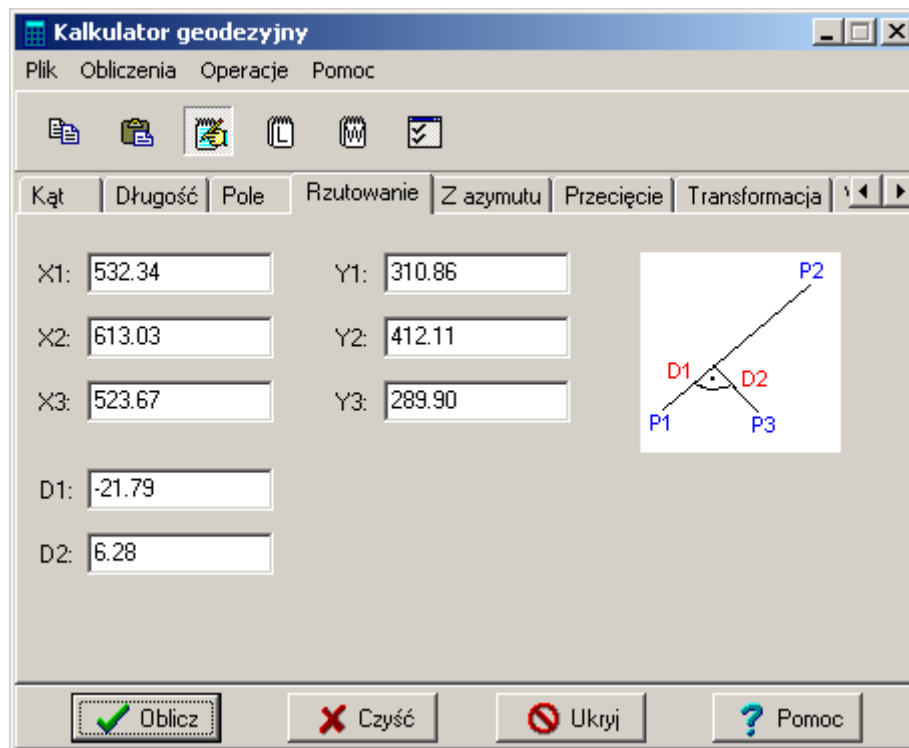 Kalkulator geodezyjny
Plik Obliczenia Operacje Pomoc
L W
Kąt Długość Pole Rzutowanie Z azymutu Przecięcie Transformacja
X1: 532.34 Y1: 310.86
X2: 613.03 Y2: 412.11
X3: 523.67 Y3: 289.90
D1: -21.79
D2: 6.28
P2
D1 D2
P1 P3
Oblicz Czyść Ukryj Pomoc